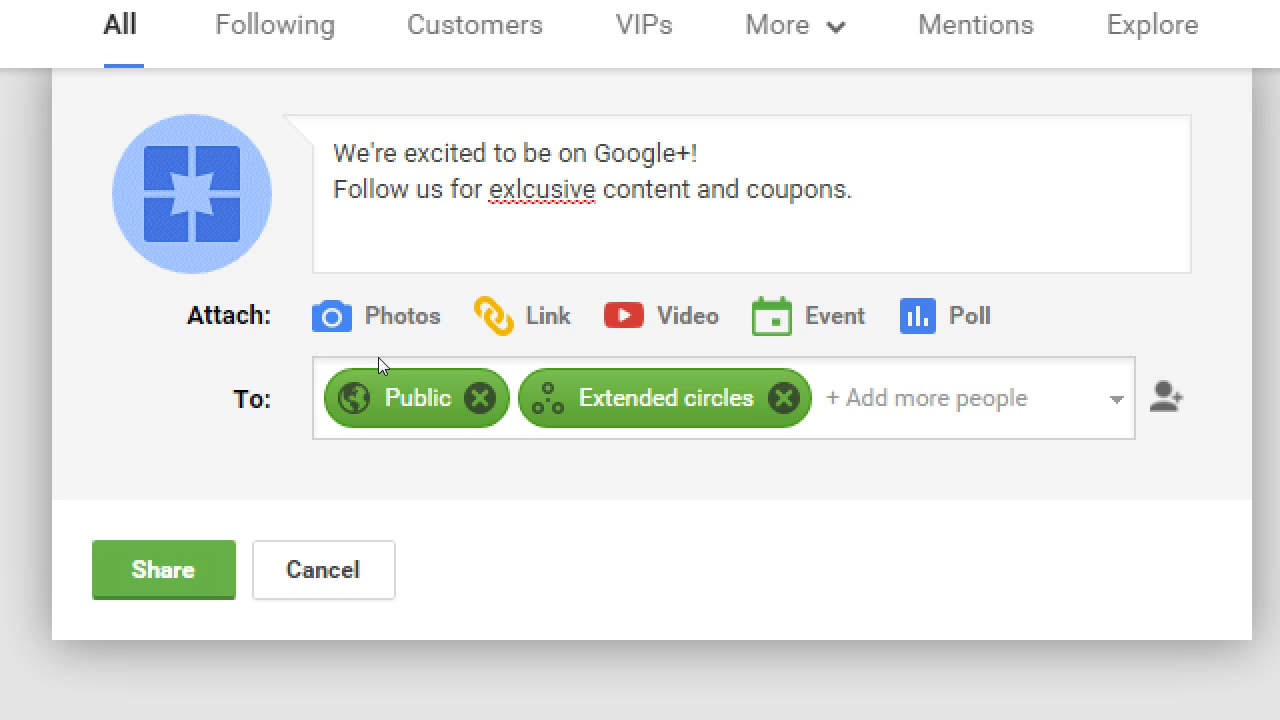 All Following Customers VIPs More Mentions Explore
We're excited to be on Google+!
Follow us for exlcusive content and coupons.
Attach: Photos Link Video Event Poll
To: Public Extended circles + Add more people
Share Cancel